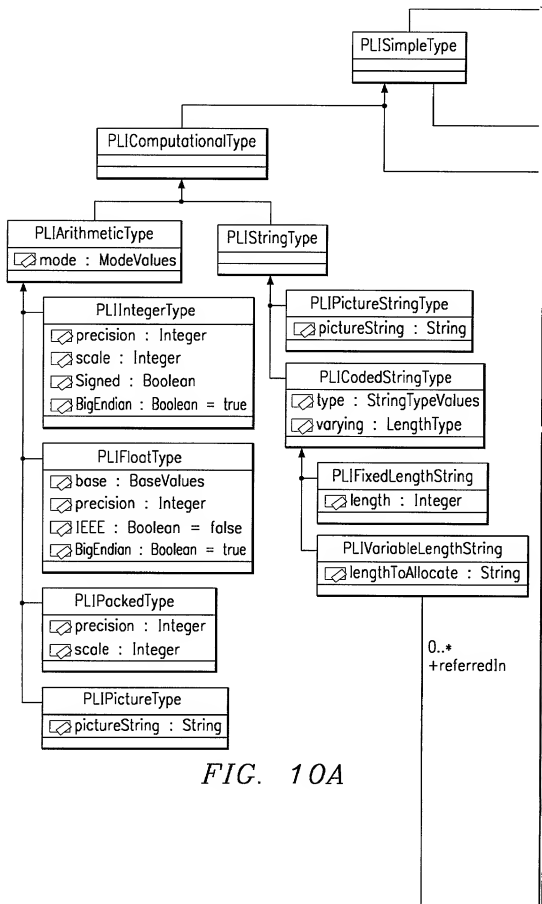 PLISimpleType
PLIComputationalType
PLIArithmeticType
mode : ModeValues
PLIStringType
PLIIntegerType
precision : Integer
scale : Integer
Signed : Boolean
BigEndian : Boolean = true
PLIPictureStringType
pictureString : String
PLICodedStringType
type : StringTypeValues
varying : LengthType
PLIFloatType
base : BaseValues
precision : Integer
IEEE : Boolean = false
BigEndian : Boolean = true
PLIFixedLengthString
length : Integer
PLIVariableLengthString
lengthToAllocate : String
PLIPackedType
precision : Integer
scale : Integer
0..*
+referredIn
PLIPictureType
pictureString : String
FIG. 10A